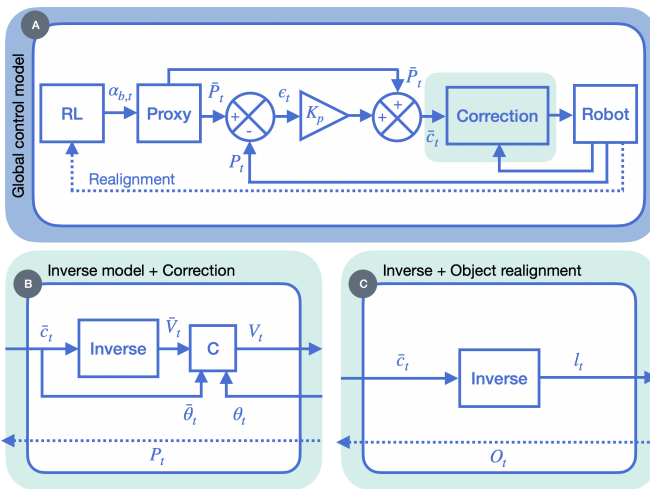 Global control model
A
RL
α_{b,t}
Proxy
P̄_t
+
-
ϵ_t
K_p
P̄_t
+
+
c̄_t
Correction
Robot
P_t
Realignment
B
Inverse model + Correction
c̄_t
Inverse
V̄_t
C
V_t
θ̄_t
θ_t
P_t
C
Inverse + Object realignment
c̄_t
Inverse
l_t
O_t